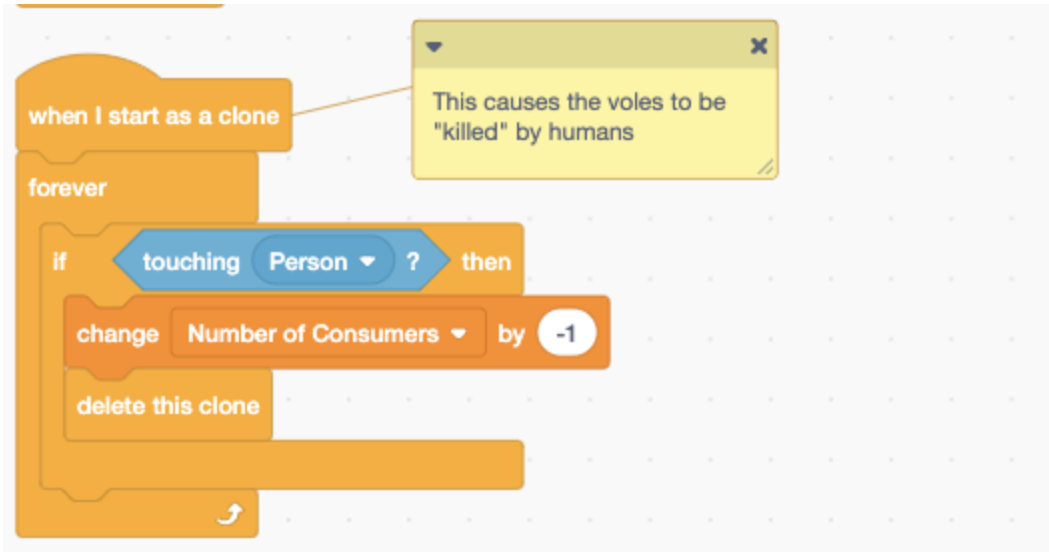 when I start as a clone
This causes the voles to be
"killed" by humans
forever
if touching Person ? then
change Number of Consumers by -1
delete this clone